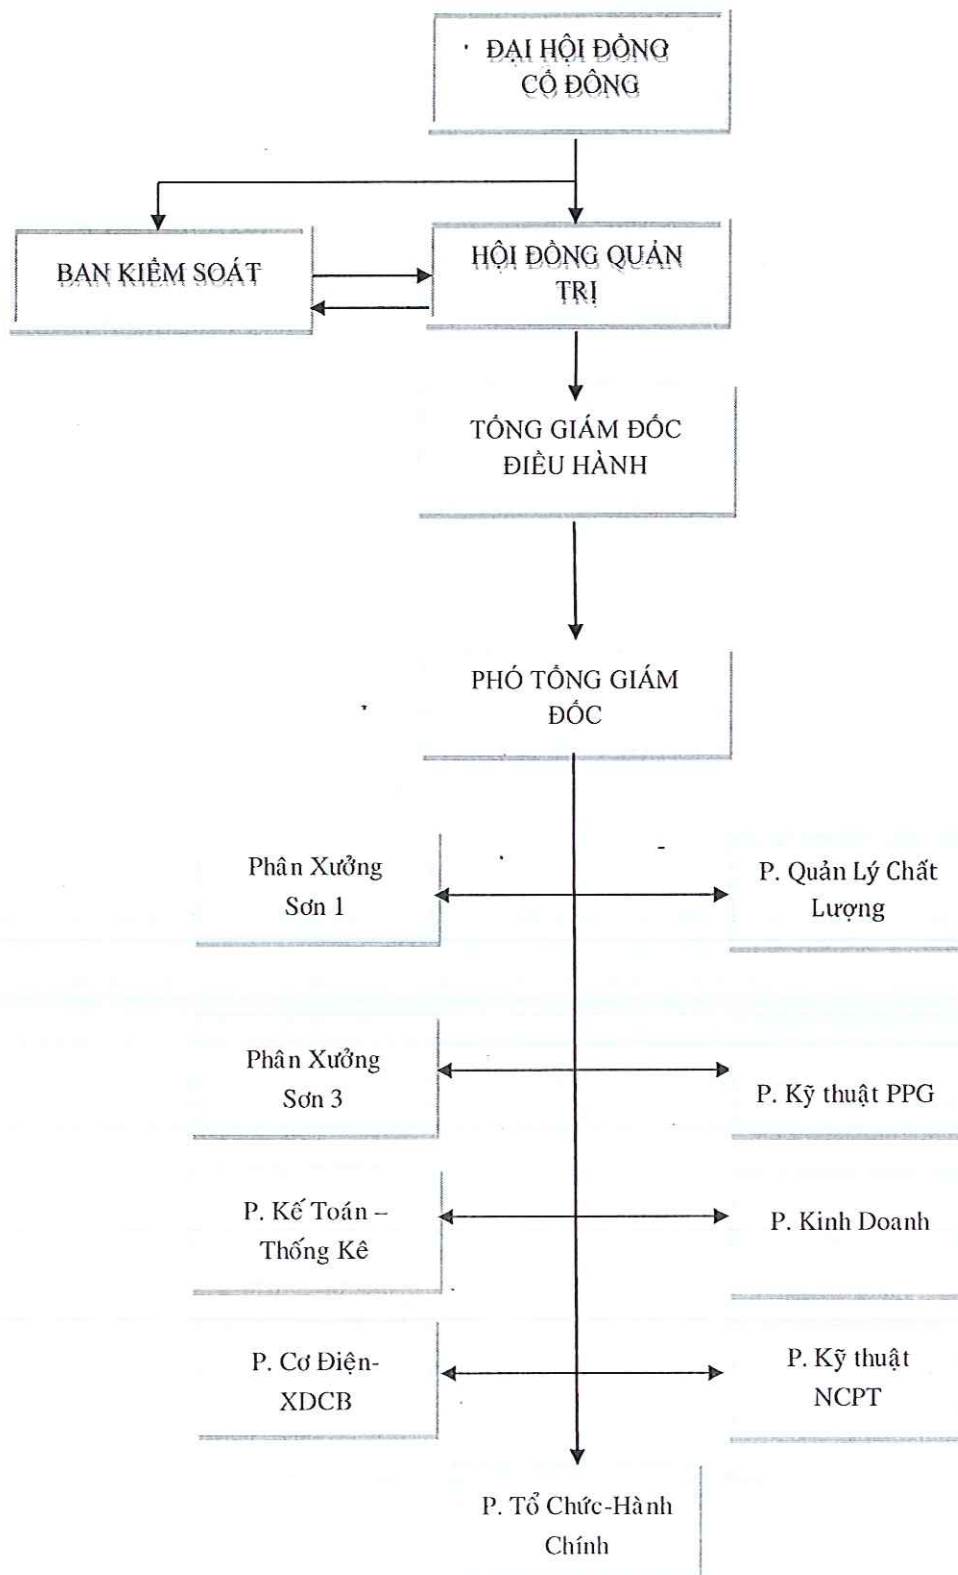 ĐẠI HỘI ĐỒNG
CỔ ĐÔNG
BAN KIỂM SOÁT
HỘI ĐỒNG QUẢN
TRỊ
TỔNG GIÁM ĐỐC
ĐIỀU HÀNH
PHÓ TỔNG GIÁM
ĐỐC
Phân Xưởng
Sơn 1
P. Quản Lý Chất
Lượng
Phân Xưởng
Sơn 3
P. Kỹ thuật PPG
P. Kế Toán –
Thống Kê
P. Kinh Doanh
P. Cơ Điện-
XDCB
P. Kỹ thuật
NCPT
P. Tổ Chức-Hành
Chính